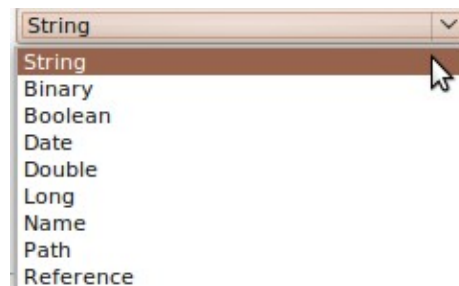 String
String
Binary
Boolean
Date
Double
Long
Name
Path
Reference